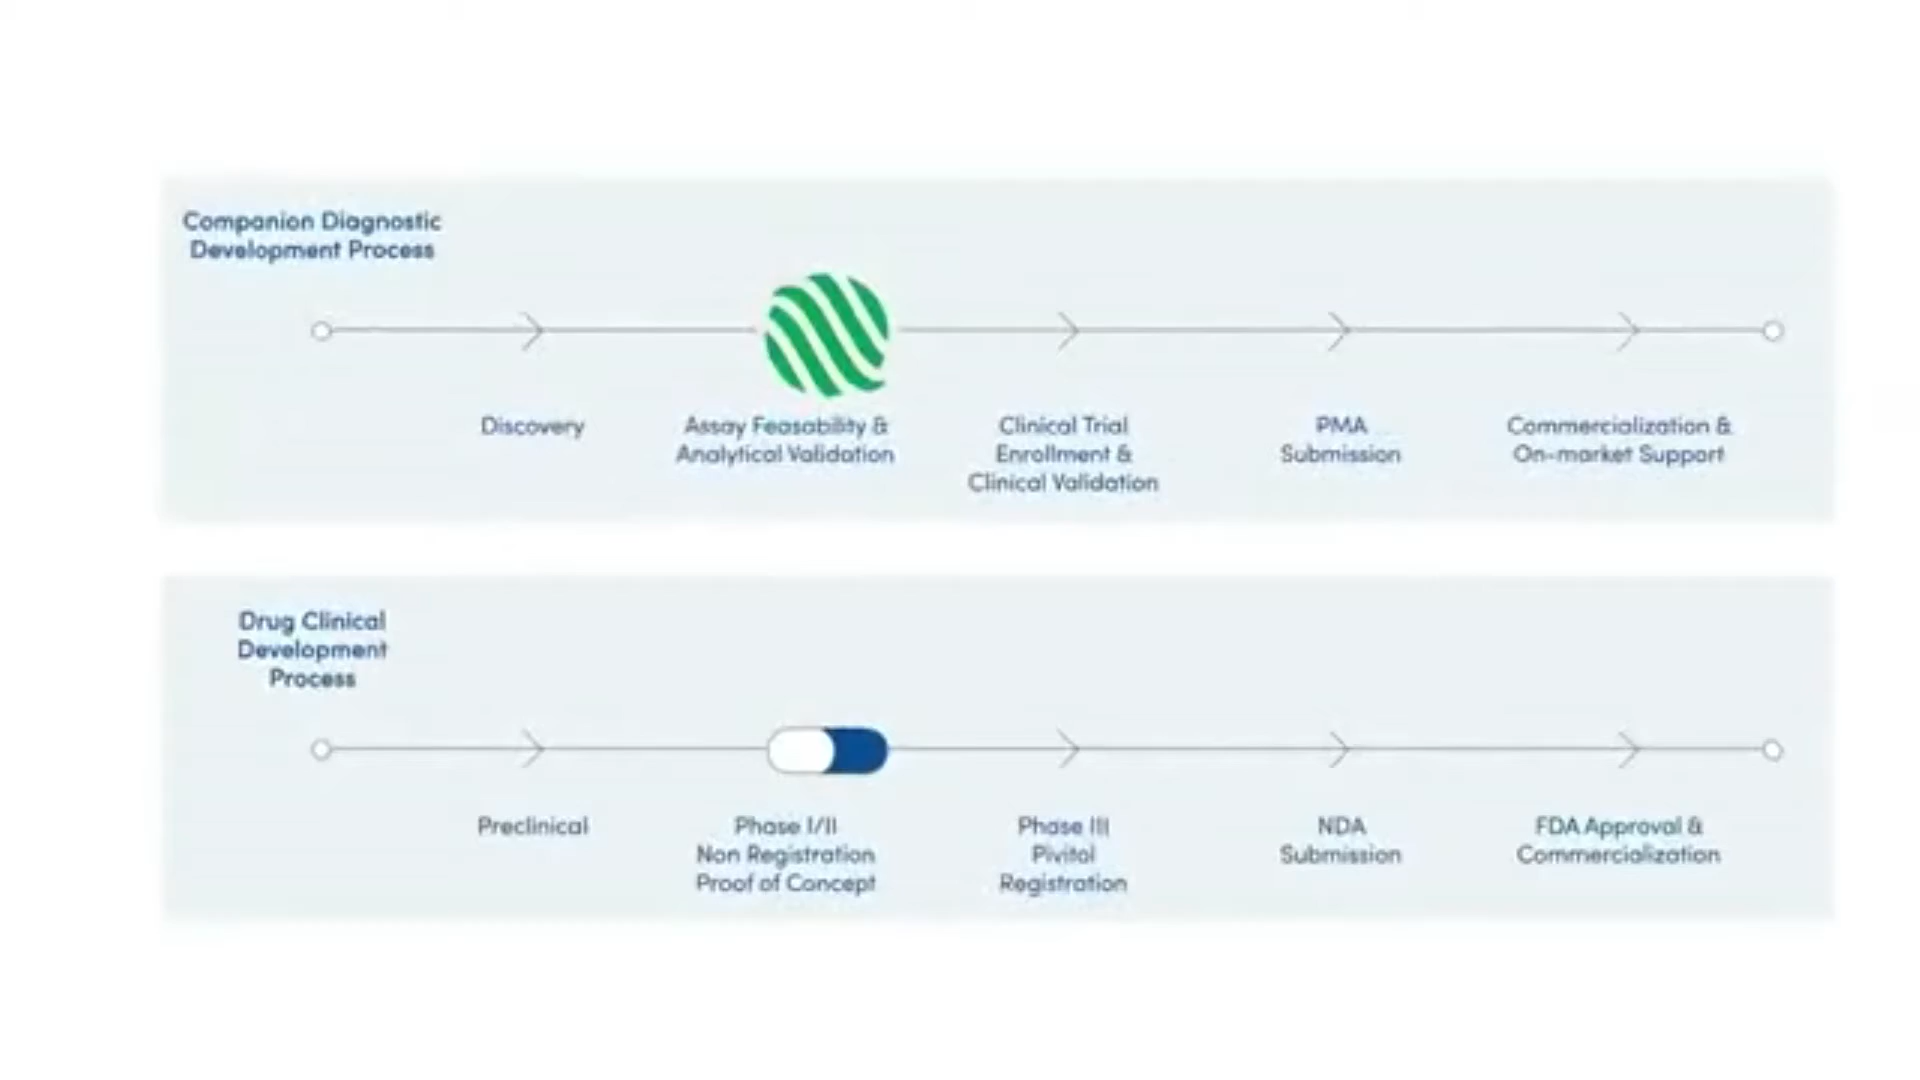 Companion Diagnostic
Development Process
Discovery
Assay Feasability &
Analytical Validation
Clinical Trial
Enrollment &
Clinical Validation
PMA
Submission
Commercialization &
On-market Support
Drug Clinical
Development
Process
Preclinical
Phase I/II
Non Registration
Proof of Concept
Phase III
Pivitol
Registration
NDA
Submission
FDA Approval &
Commercialization